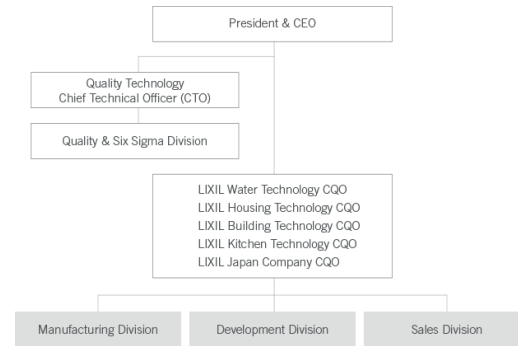 President & CEO
Quality Technology
Chief Technical Officer (CTO)
Quality & Six Sigma Division
LIXIL Water Technology CQO
LIXIL Housing Technology CQO
LIXIL Building Technology CQO
LIXIL Kitchen Technology CQO
LIXIL Japan Company CQO
Manufacturing Division
Development Division
Sales Division